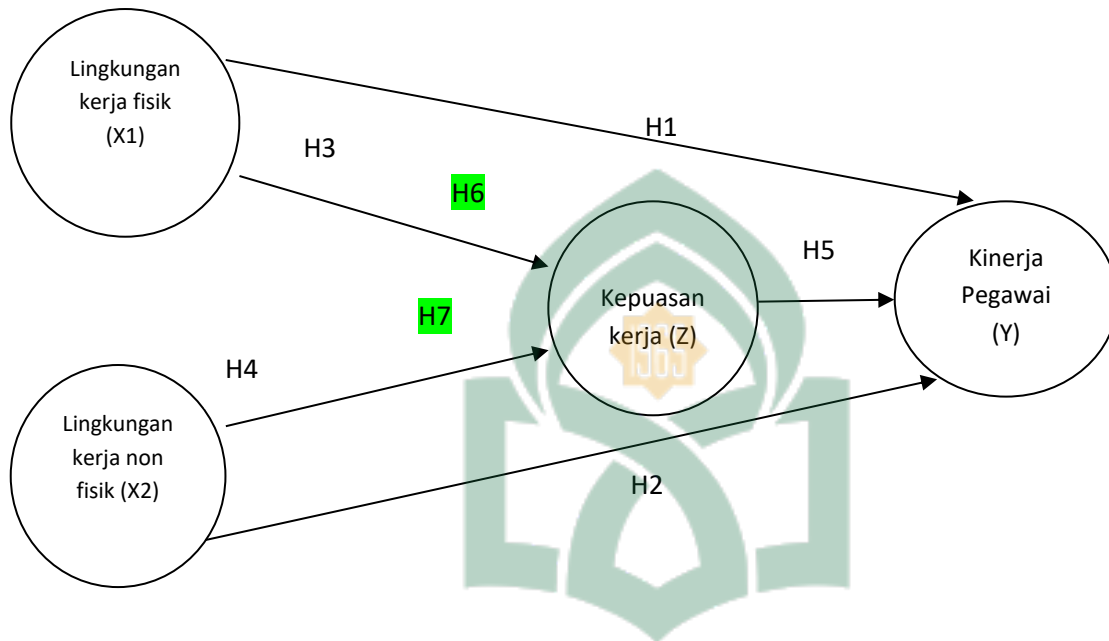 Lingkungan
kerja fisik
(X1)
H1
H3
H6
H5
Kinerja
Pegawai
(Y)
Kepuasan
kerja (Z)
1965
H7
H4
Lingkungan
kerja non
fisik (X2)
H2